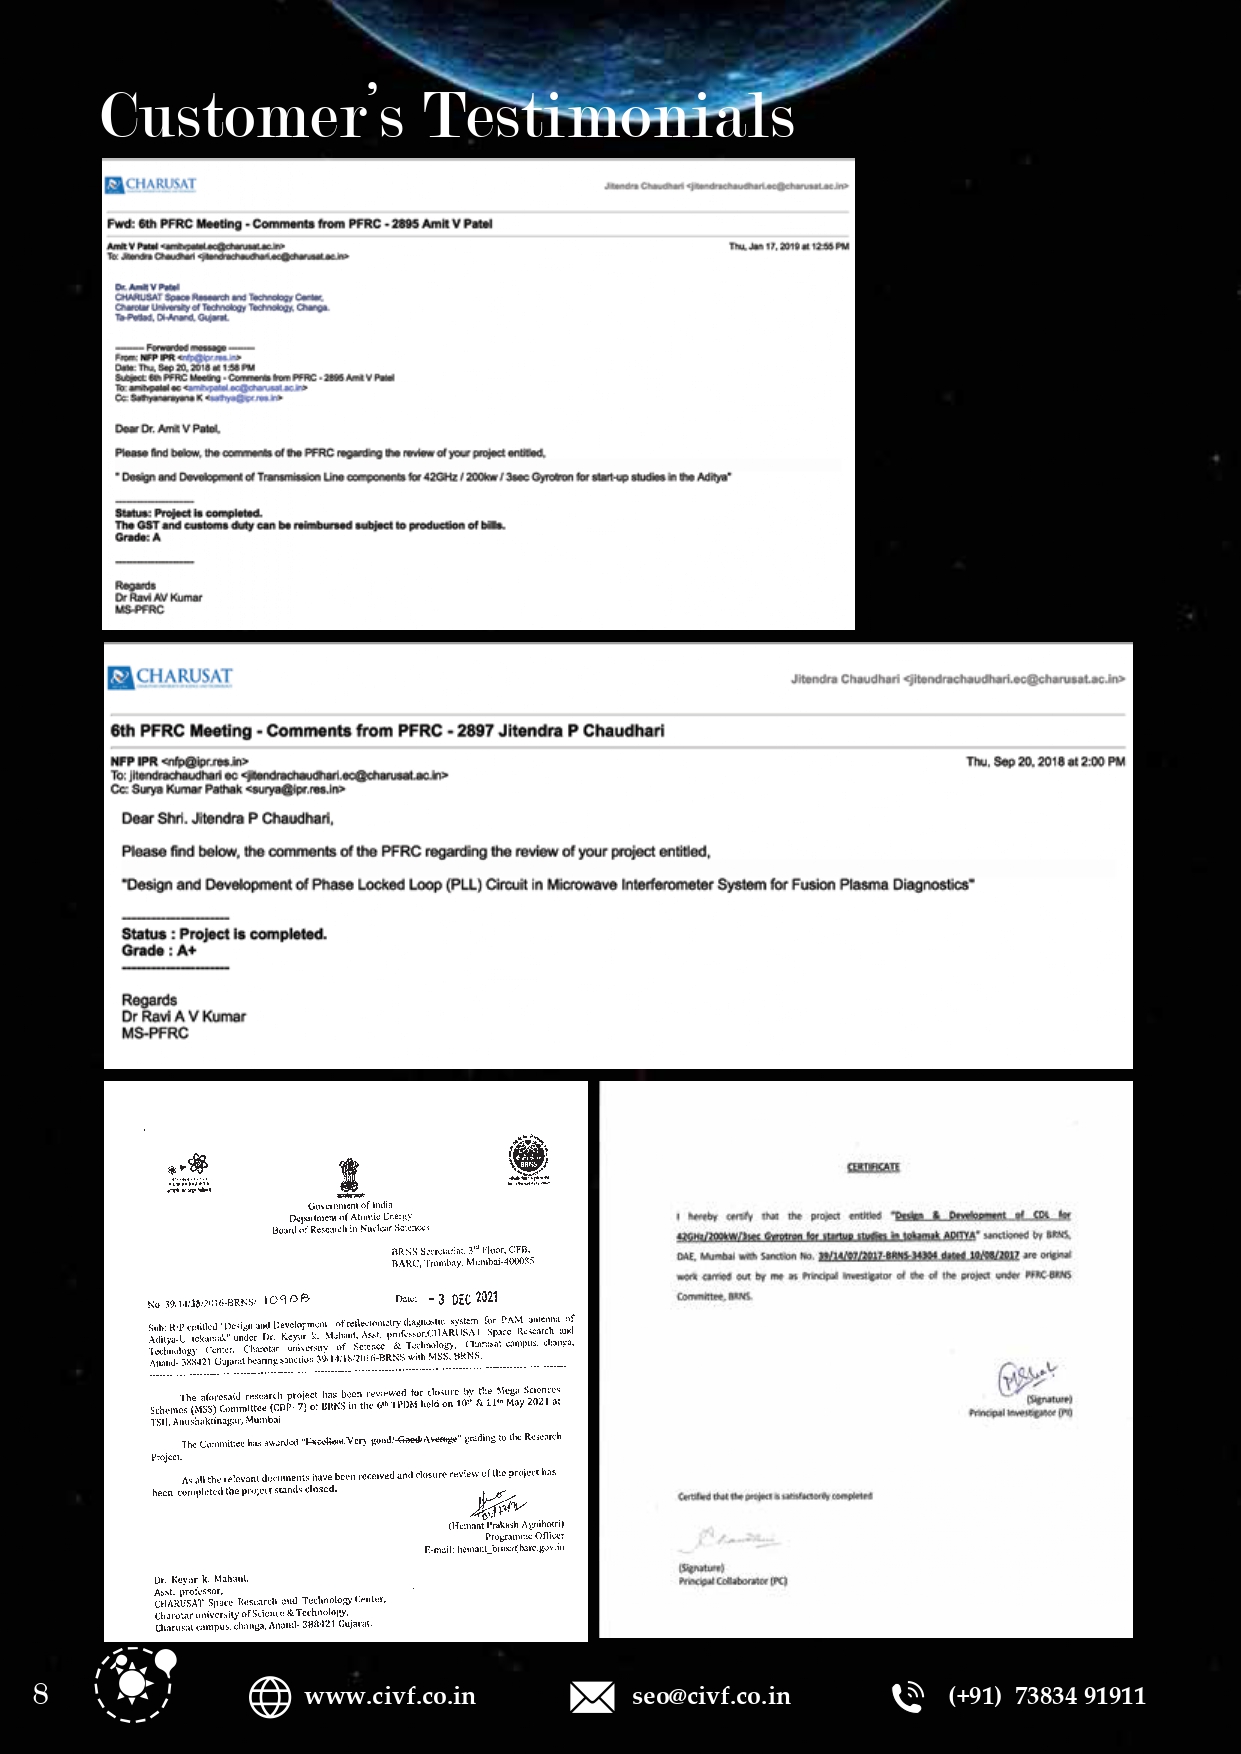 Customer's Testimonials
CHARUSAT
Jitendra Chaudhari <jitendrachaudhari.ec@charusat.ac.in>
Fwd: 6th PFRC Meeting - Comments from PFRC - 2895 Amit V Patel
Amit V Patel <amitvpatel.ec@charusat.ac.in>
Thu, Jan 17, 2019 at 12:55 PM
To: Jitendra Chaudhari <jitendrachaudhari.ec@charusat.ac.in>
Dr. Amit V Patel
CHARUSAT Space Research and Technology Center,
Charotar University of Technology Technology, Changa.
Ta-Petlad, Di-Anand, Gujarat.
---------- Forwarded message ----------
From: NFP IPR <nfp@ipr.res.in>
Date: Thu, Sep 20, 2018 at 1:58 PM
Subject: 6th PFRC Meeting - Comments from PFRC - 2895 Amit V Patel
To: amitvpatel ec <amitvpatel.ec@charusat.ac.in>
Cc: Sathyanarayana K <sathya@ipr.res.in>
Dear Dr. Amit V Patel,
Please find below, the comments of the PFRC regarding the review of your project entitled,
" Design and Development of Transmission Line components for 42GHz / 200kw / 3sec Gyrotron for start-up studies in the Aditya"
--------------------
Status: Project is completed.
The GST and customs duty can be reimbursed subject to production of bills.
Grade: A
--------------------
Regards
Dr Ravi AV Kumar
MS-PFRC
CHARUSAT
Jitendra Chaudhari <jitendrachaudhari.ec@charusat.ac.in>
6th PFRC Meeting - Comments from PFRC - 2897 Jitendra P Chaudhari
NFP IPR <nfp@ipr.res.in>
Thu, Sep 20, 2018 at 2:00 PM
To: jitendrachaudhari ec <jitendrachaudhari.ec@charusat.ac.in>
Cc: Surya Kumar Pathak <surya@ipr.res.in>
Dear Shri. Jitendra P Chaudhari,
Please find below, the comments of the PFRC regarding the review of your project entitled,
"Design and Development of Phase Locked Loop (PLL) Circuit in Microwave Interferometer System for Fusion Plasma Diagnostics"
----------------------
Status : Project is completed.
Grade : A+
----------------------
Regards
Dr Ravi A V Kumar
MS-PFRC
BRNS
Government of India
Department of Atomic Energy
Board of Research in Nuclear Sciences
BRNS Secretariat, 3rd Floor, CFB,
BARC, Trombay, Mumbai-400085
No 39/14/18/2016-BRNS/ 10908
Date: - 3 DEC 2021
Sub: RP entitled "Design and Development of reflectometry diagnostic system for PAM antenna of
Aditya-U tokamak" under Dr. Keyur k. Mahant, Asst. professor,CHARUSAT Space Research and
Technology Center, Charotar university of Science & Technology, Charusat campus, changa,
Anand- 388421 Gujarat bearing sanction 39/14/18/2016-BRNS with MSS, BRNS.
The aforesaid research project has been reviewed for closure by the Mega Sciences
Schemes (MSS) Committee (CDP- 7) of BRNS in the 6th TPDM held on 10th & 11th May 2021 at
TSH, Anushaktinagar, Mumbai
The Committee has awarded "Excellent/Very good/ Good/Average" grading to the Research
Project.
As all the relevant documents have been received and closure review of the project has
been completed the project stands closed.
(Hemant Prakash Agnihotri)
Programme Officer
E-mail: hemant_brns@barc.gov.in
Dr. Keyur k. Mahant,
Asst. professor,
CHARUSAT Space Research and Technology Center,
Charotar university of Science & Technology,
Charusat campus, changa, Anand- 388421 Gujarat.
CERTIFICATE
I hereby certify that the project entitled "Design & Development of CDL for
42GHz/200kW/3sec Gyrotron for startup studies in tokamak ADITYA" sanctioned by BRNS,
DAE, Mumbai with Sanction No. 39/14/07/2017-BRNS-34304 dated 10/08/2017 are original
work carried out by me as Principal Investigator of the of the project under PFRC-BRNS
Committee, BRNS.
(Signature)
Principal Investigator (PI)
Certified that the project is satisfactorily completed
(Signature)
Principal Collaborator (PC)
8
www.civf.co.in
seo@civf.co.in
(+91) 73834 91911